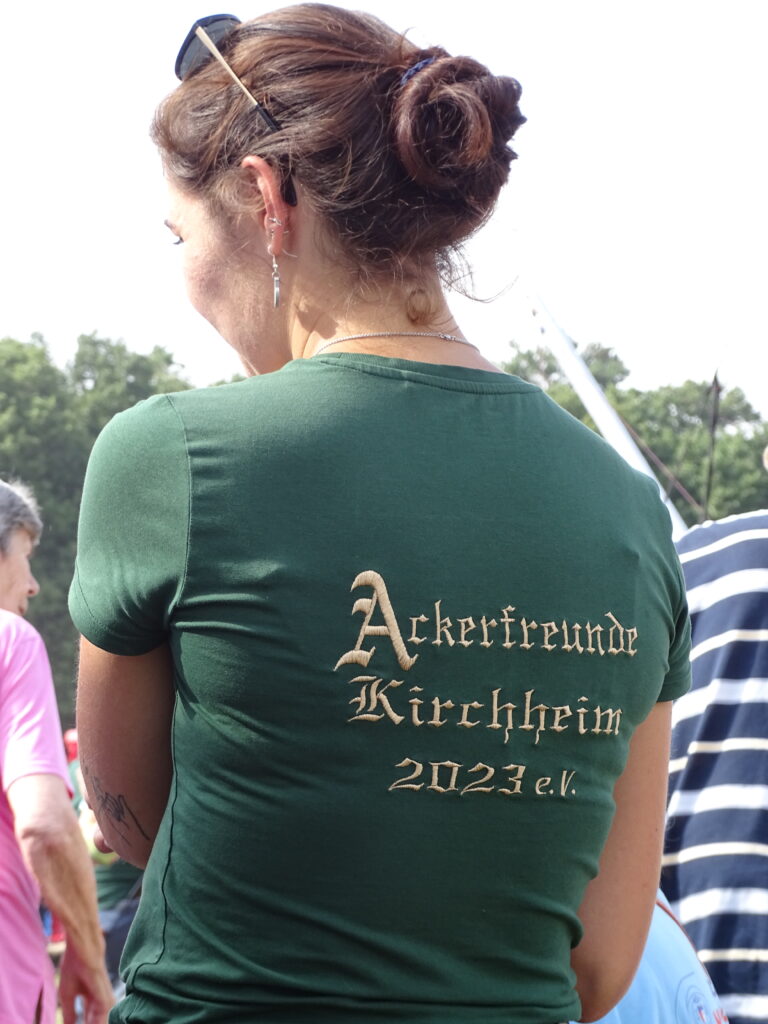 Ackerfreunde
Kirchheim
2023 e.V.